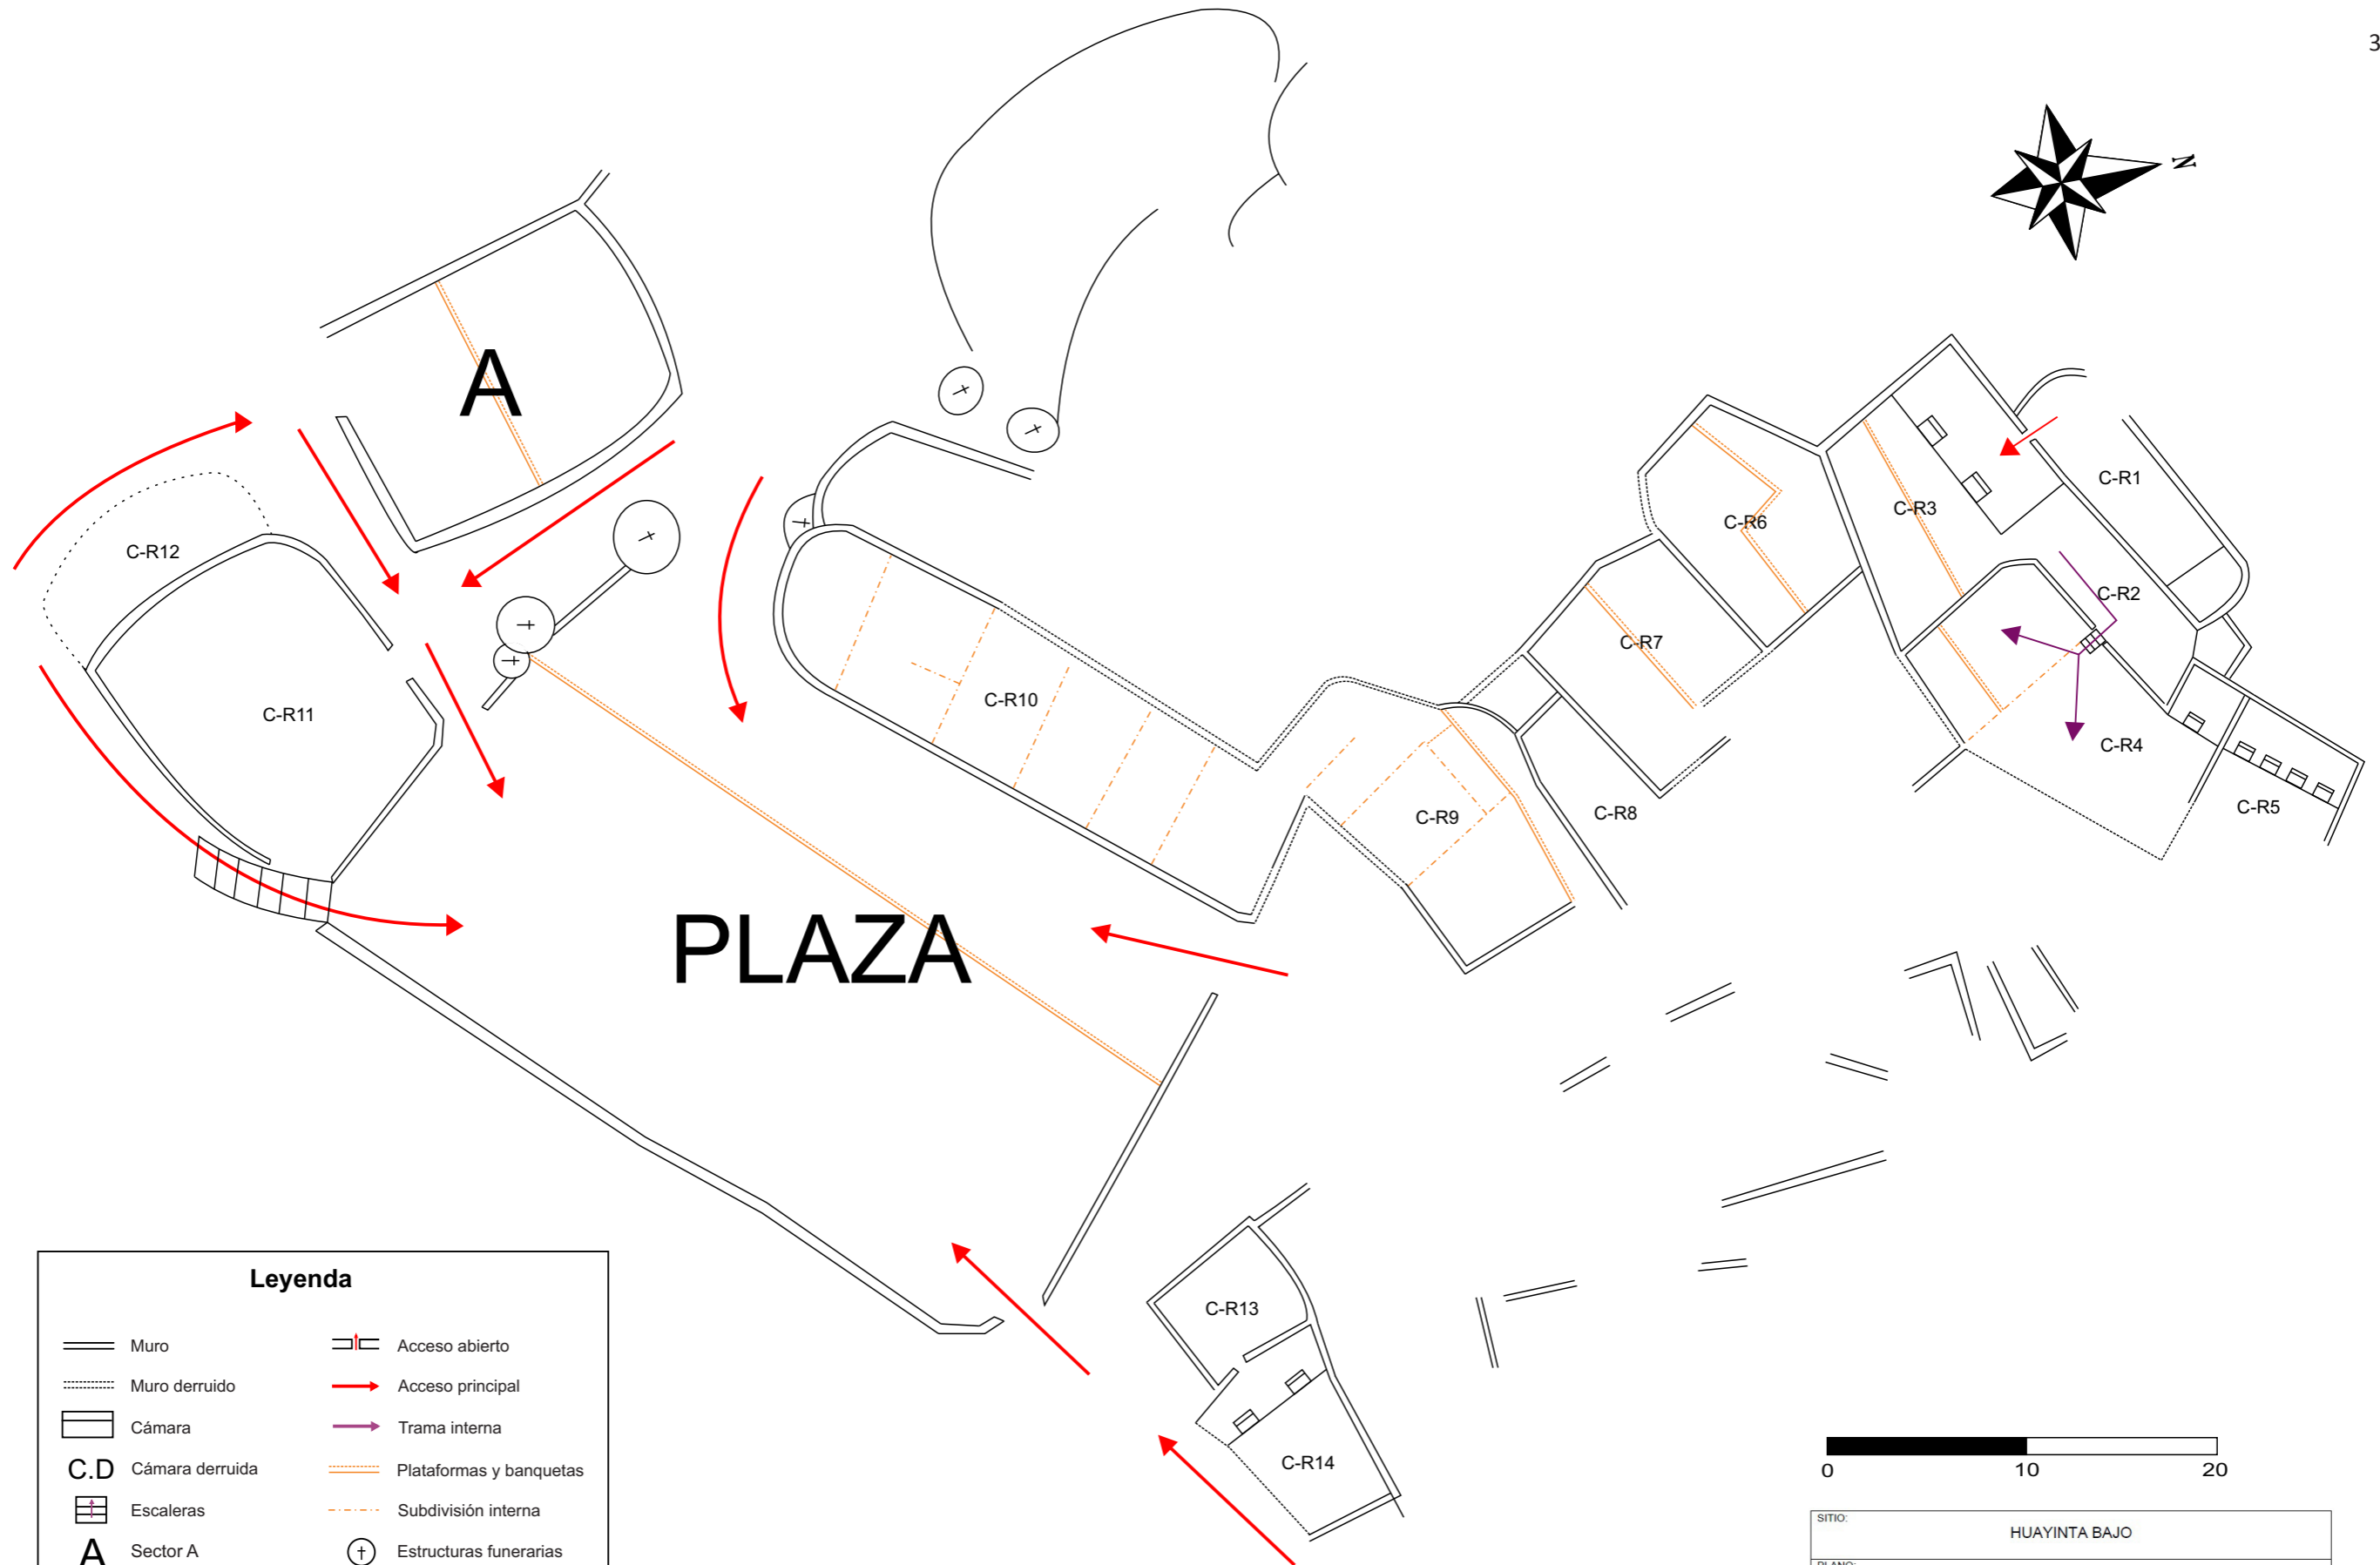 3
N
A
C-R12
C-R11
C-R10
C-R1
C-R3
C-R6
C-R2
C-R7
C-R4
C-R5
C-R9
C-R8
PLAZA
C-R13
C-R14
Leyenda
Muro
Acceso abierto
Muro derruido
Acceso principal
Cámara
Trama interna
C.D Cámara derruida
Plataformas y banquetas
Escaleras
Subdivisión interna
A Sector A
Estructuras funerarias
0 10 20
SITIO:
HUAYINTA BAJO
PLANO: